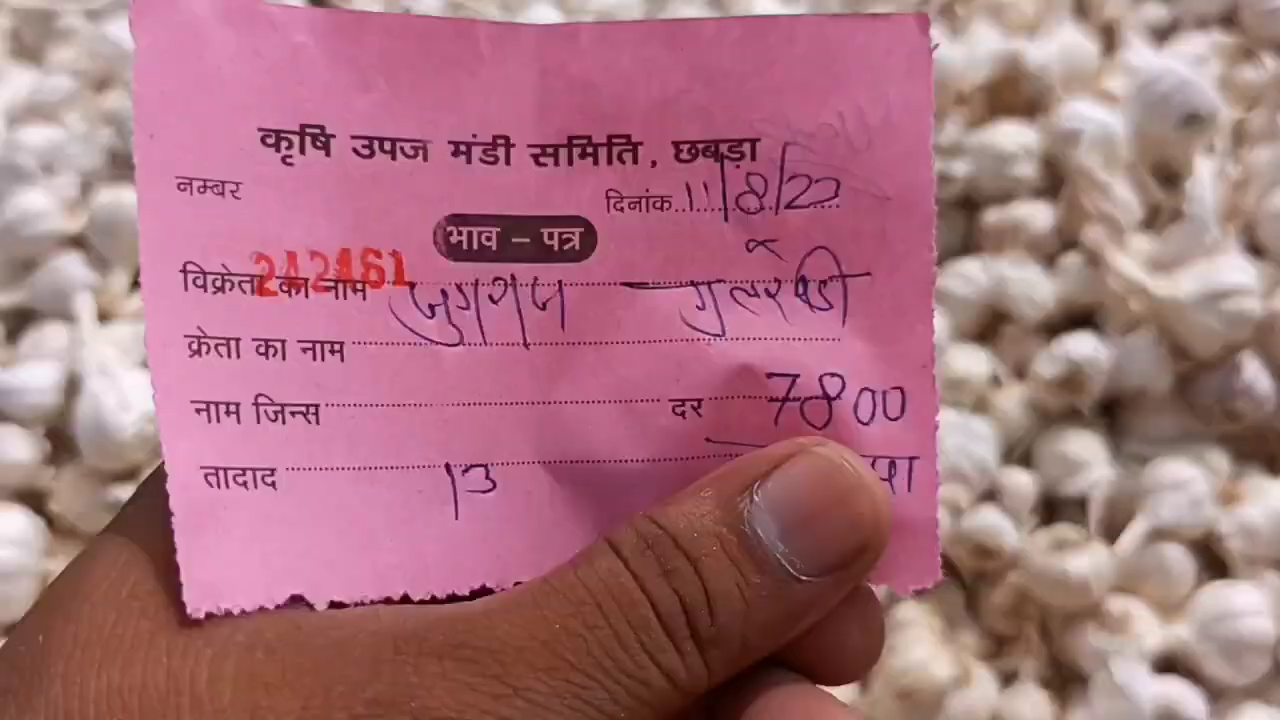 कृषि उपज मंडी समिति, छबड़ा
नम्बर
दिनांक 11/8/22
भाव – पत्र
242461
विक्रेता का नाम
क्रेता का नाम
नाम जिन्स दर 7800
तादाद 13